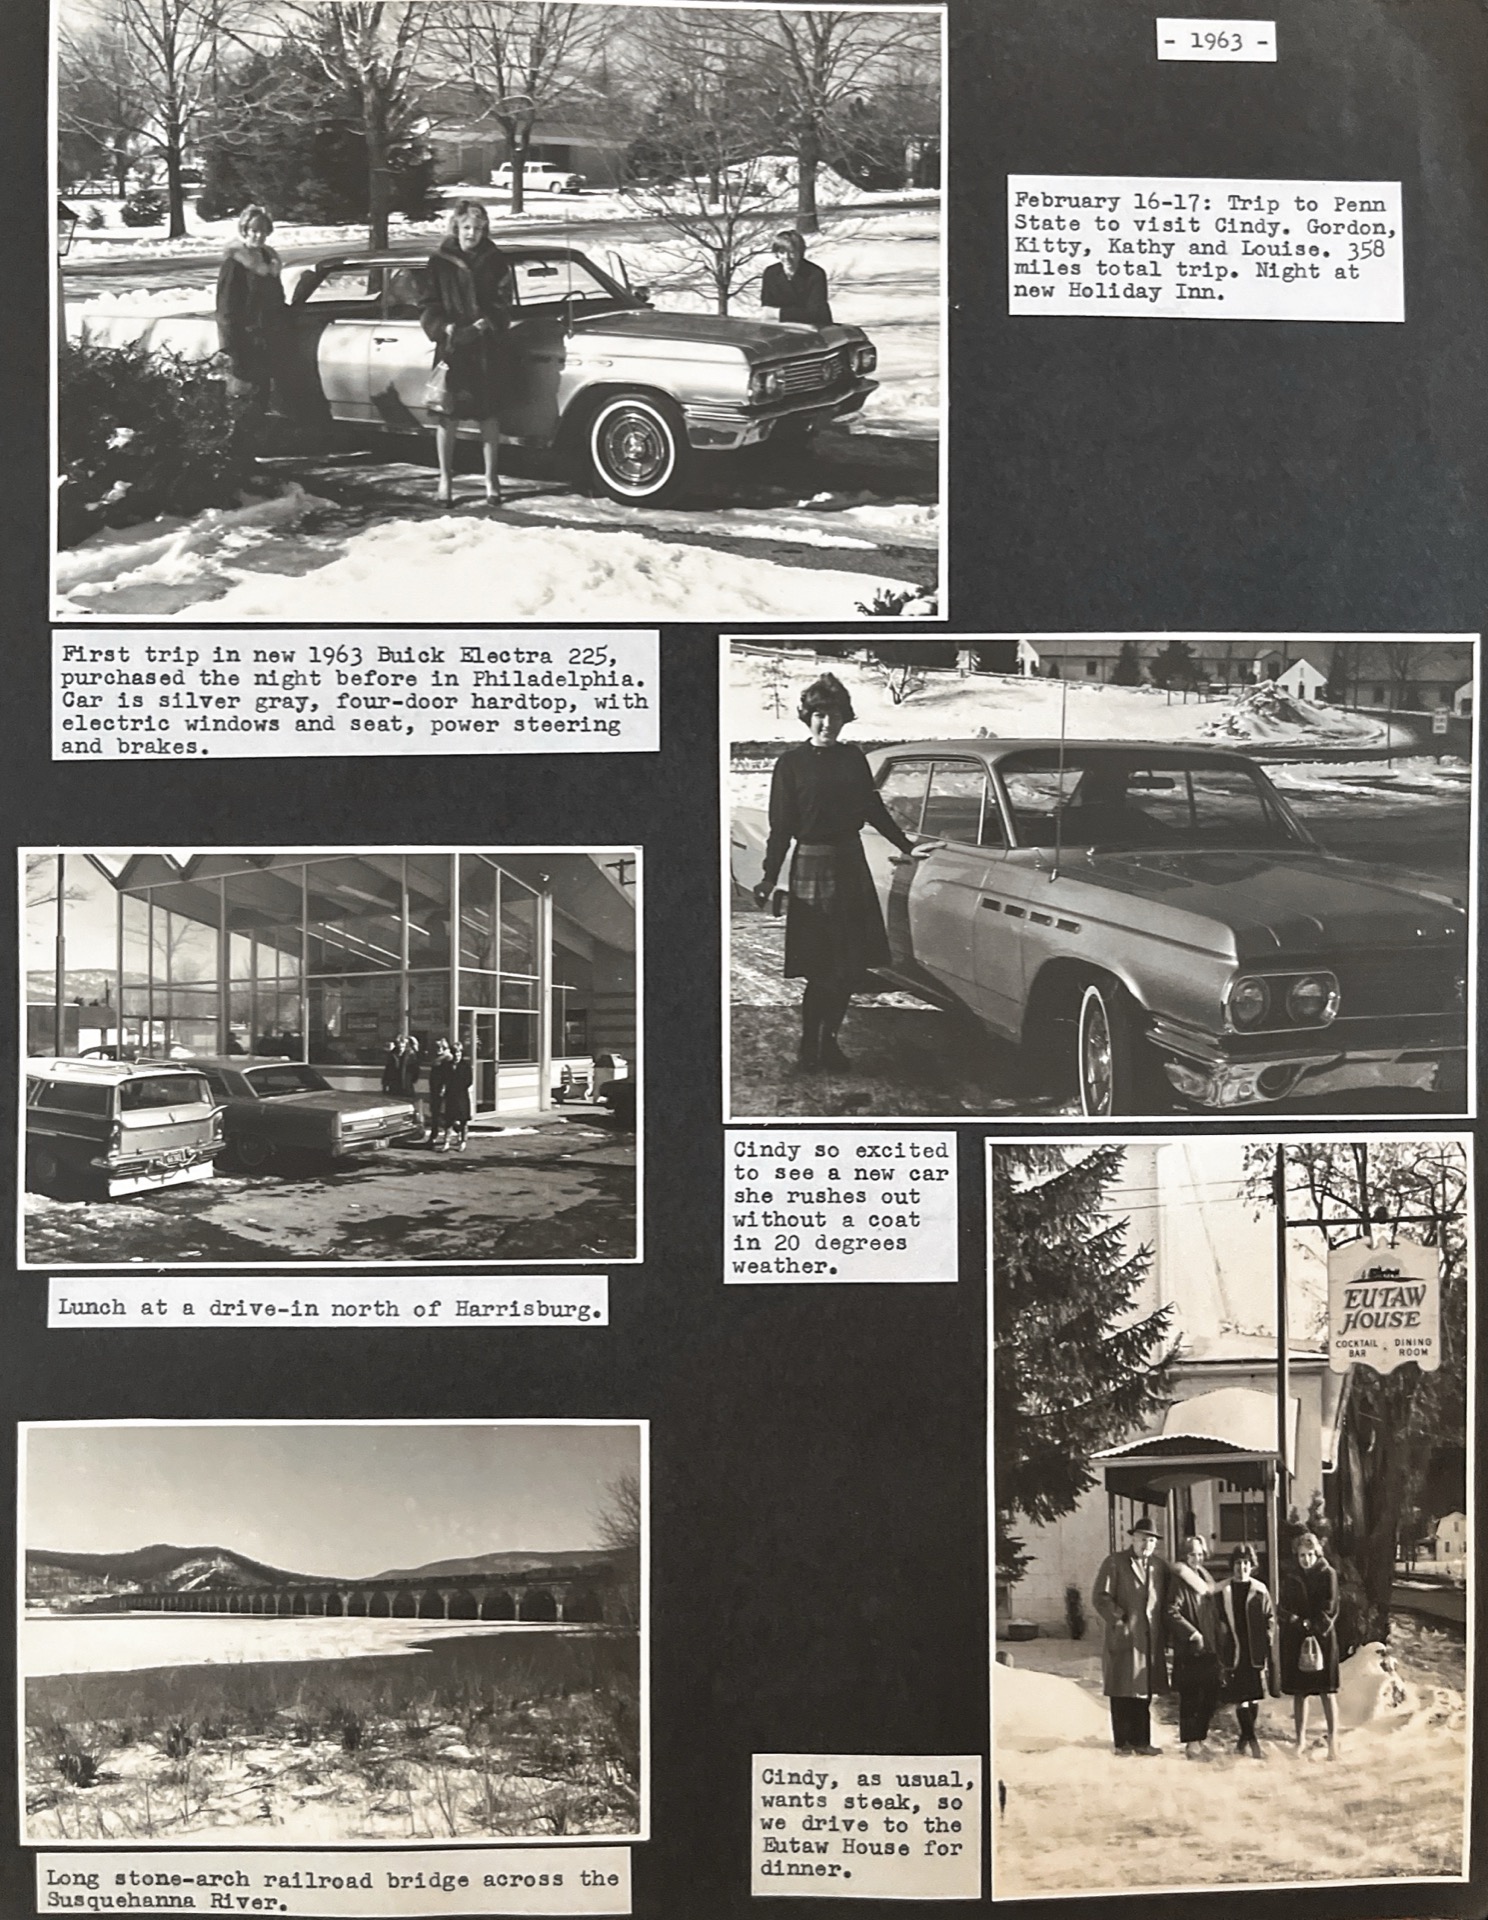 - 1963 -
February 16-17: Trip to Penn
State to visit Cindy. Gordon,
Kitty, Kathy and Louise. 358
miles total trip. Night at
new Holiday Inn.
First trip in new 1963 Buick Electra 225,
purchased the night before in Philadelphia.
Car is silver gray, four-door hardtop, with
electric windows and seat, power steering
and brakes.
Cindy so excited
to see a new car
she rushes out
without a coat
in 20 degrees
weather.
Lunch at a drive-in north of Harrisburg.
EUTAW
HOUSE
COCKTAIL DINING
BAR ROOM
Cindy, as usual,
wants steak, so
we drive to the
Eutaw House for
dinner.
Long stone-arch railroad bridge across the
Susquehanna River.